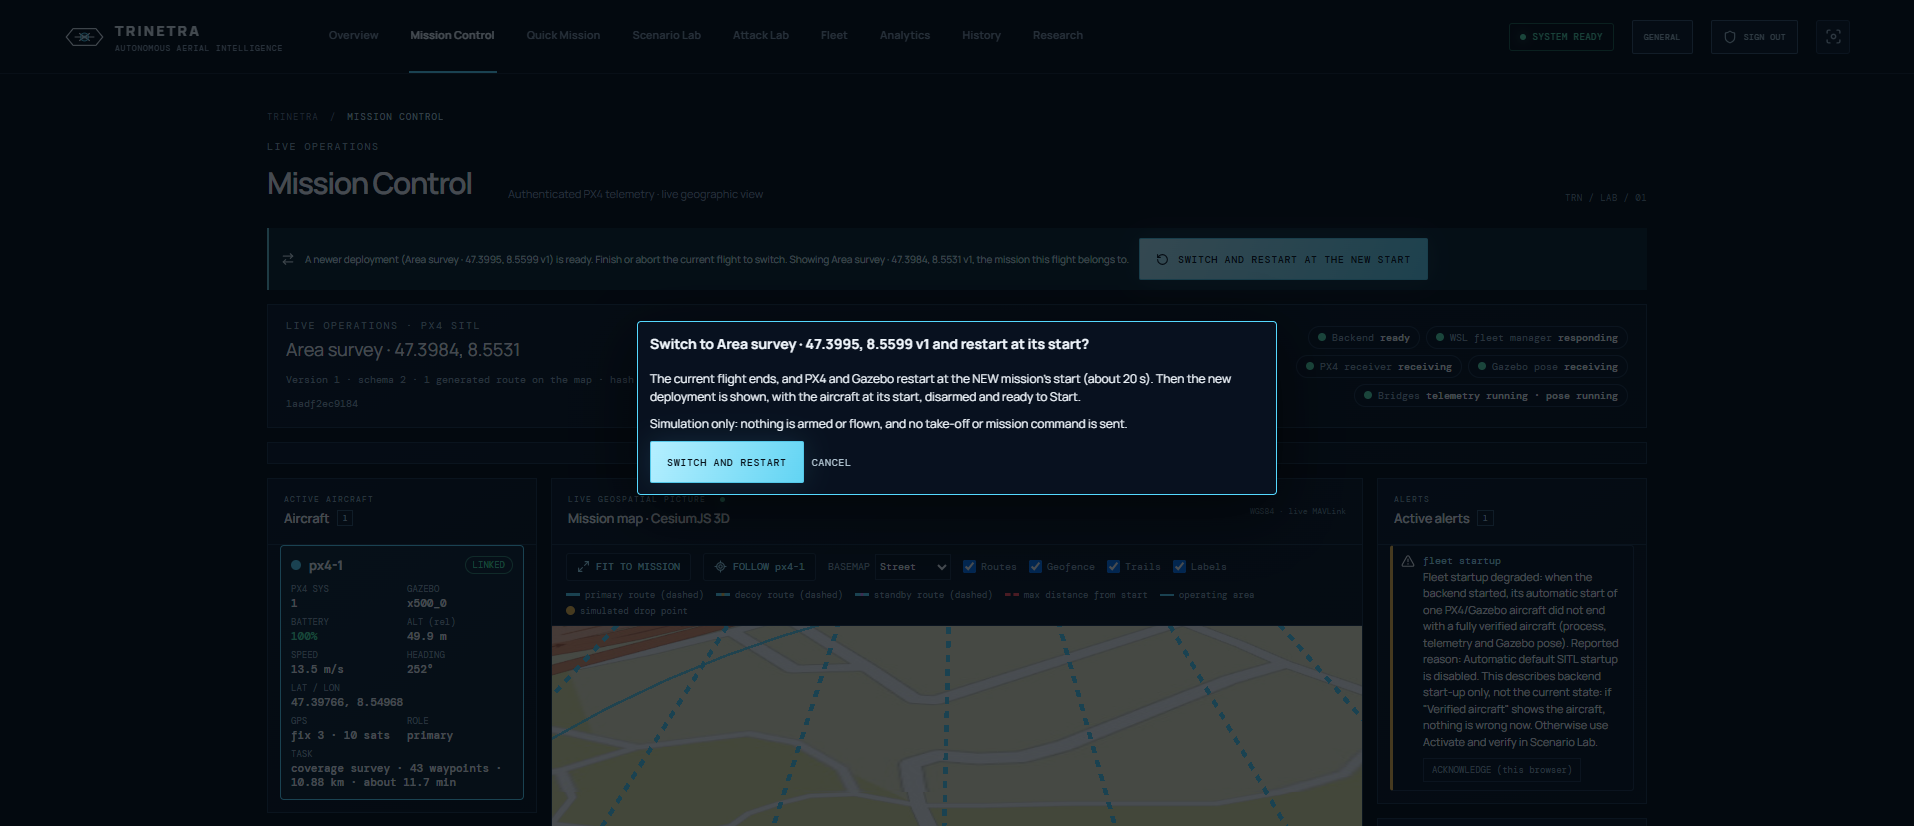 TRINETRA
AUTONOMOUS AERIAL INTELLIGENCE
Overview
Mission Control
Quick Mission
Scenario Lab
Attack Lab
Fleet
Analytics
History
Research
SYSTEM READY
GENERAL
SIGN OUT
TRINETRA / MISSION CONTROL
LIVE OPERATIONS
Mission Control
Authenticated PX4 telemetry · live geographic view
TRN / LAB / 01
A newer deployment (Area survey · 47.3995, 8.5599 v1) is ready. Finish or abort the current flight to switch. Showing Area survey · 47.3984, 8.5531 v1, the mission this flight belongs to.
SWITCH AND RESTART AT THE NEW START
LIVE OPERATIONS · PX4 SITL
Area survey · 47.3984, 8.5531
Version 1 · schema 2 · 1 generated route on the map · hash
1aadf2ec9184
Backend ready
WSL fleet manager responding
PX4 receiver receiving
Gazebo pose receiving
Bridges telemetry running · pose running
Switch to Area survey · 47.3995, 8.5599 v1 and restart at its start?
The current flight ends, and PX4 and Gazebo restart at the NEW mission's start (about 20 s). Then the new
deployment is shown, with the aircraft at its start, disarmed and ready to Start.
Simulation only: nothing is armed or flown, and no take-off or mission command is sent.
SWITCH AND RESTART
CANCEL
ACTIVE AIRCRAFT
Aircraft 1
px4-1
LINKED
PX4 SYS
1
GAZEBO
x500_0
BATTERY
100%
ALT (rel)
49.9 m
SPEED
13.5 m/s
HEADING
252°
LAT / LON
47.39766, 8.54968
GPS
fix 3 · 10 sats
ROLE
primary
TASK
coverage survey · 43 waypoints ·
10.88 km · about 11.7 min
LIVE GEOSPATIAL PICTURE
Mission map · CesiumJS 3D
WGS84 · live MAVLink
FIT TO MISSION
FOLLOW px4-1
BASEMAP
Street
Routes
Geofence
Trails
Labels
primary route (dashed)
decoy route (dashed)
standby route (dashed)
max distance from start
operating area
simulated drop point
ALERTS
Active alerts 1
fleet startup
Fleet startup degraded: when the
backend started, its automatic start of
one PX4/Gazebo aircraft did not end
with a fully verified aircraft (process,
telemetry and Gazebo pose). Reported
reason: Automatic default SITL startup
is disabled. This describes backend
start-up only, not the current state: if
"Verified aircraft" shows the aircraft,
nothing is wrong now. Otherwise use
Activate and verify in Scenario Lab.
ACKNOWLEDGE (this browser)